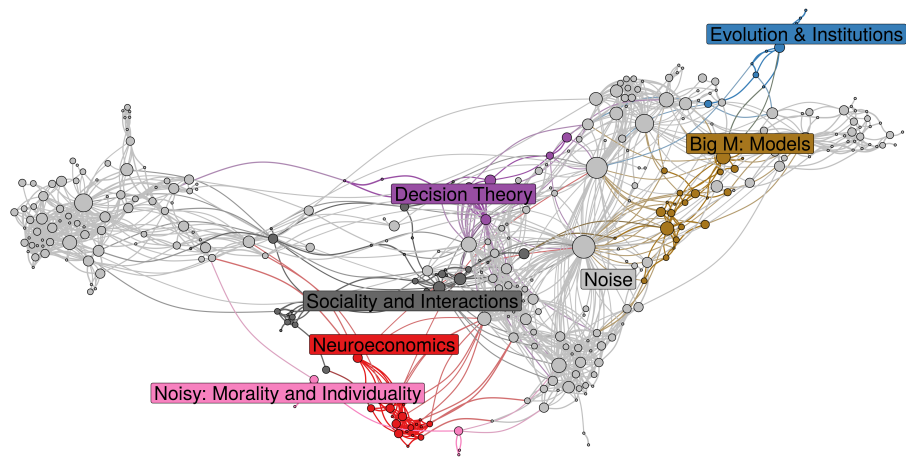 Evolution & Institutions
Big M: Models
Decision Theory
Noise
Sociality and Interactions
Neuroeconomics
Noisy: Morality and Individuality